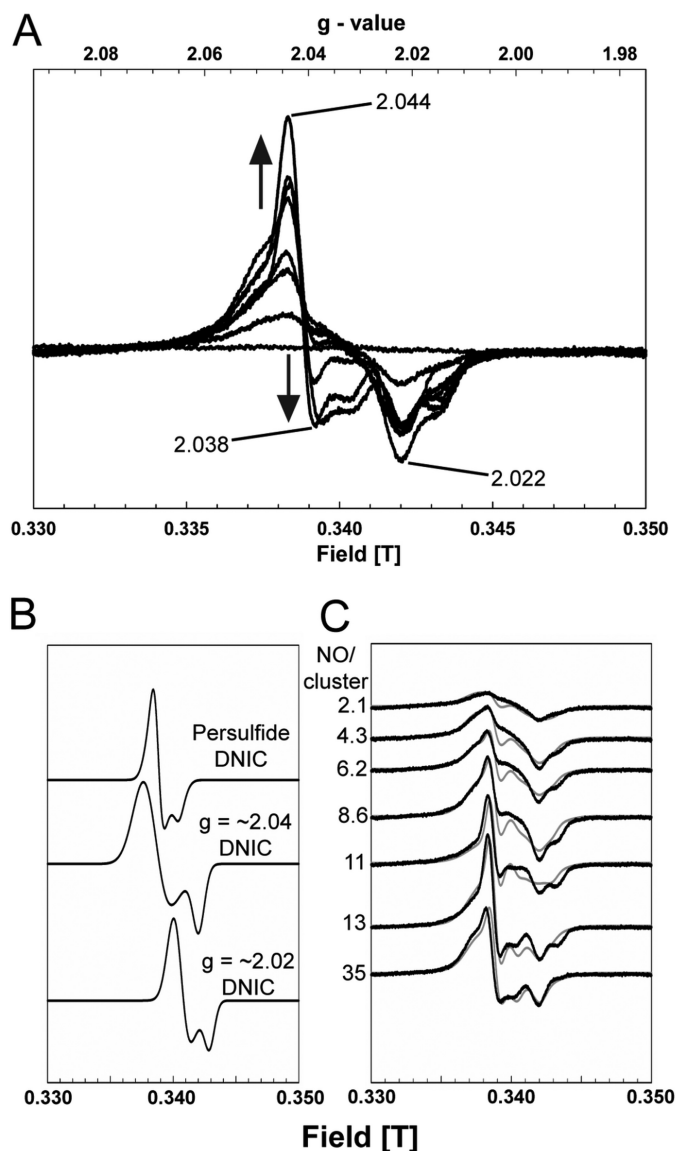 A
g - value
2.08 2.06 2.04 2.02 2.00 1.98
2.044
2.038
2.022
0.330 0.335 0.340 0.345 0.350
Field [T]
B
Persulfide
DNIC
g = ~2.04
DNIC
g = ~2.02
DNIC
0.330 0.340 0.350
C
NO/
cluster
2.1
4.3
6.2
8.6
11
13
35
0.330 0.340 0.350
Field [T]